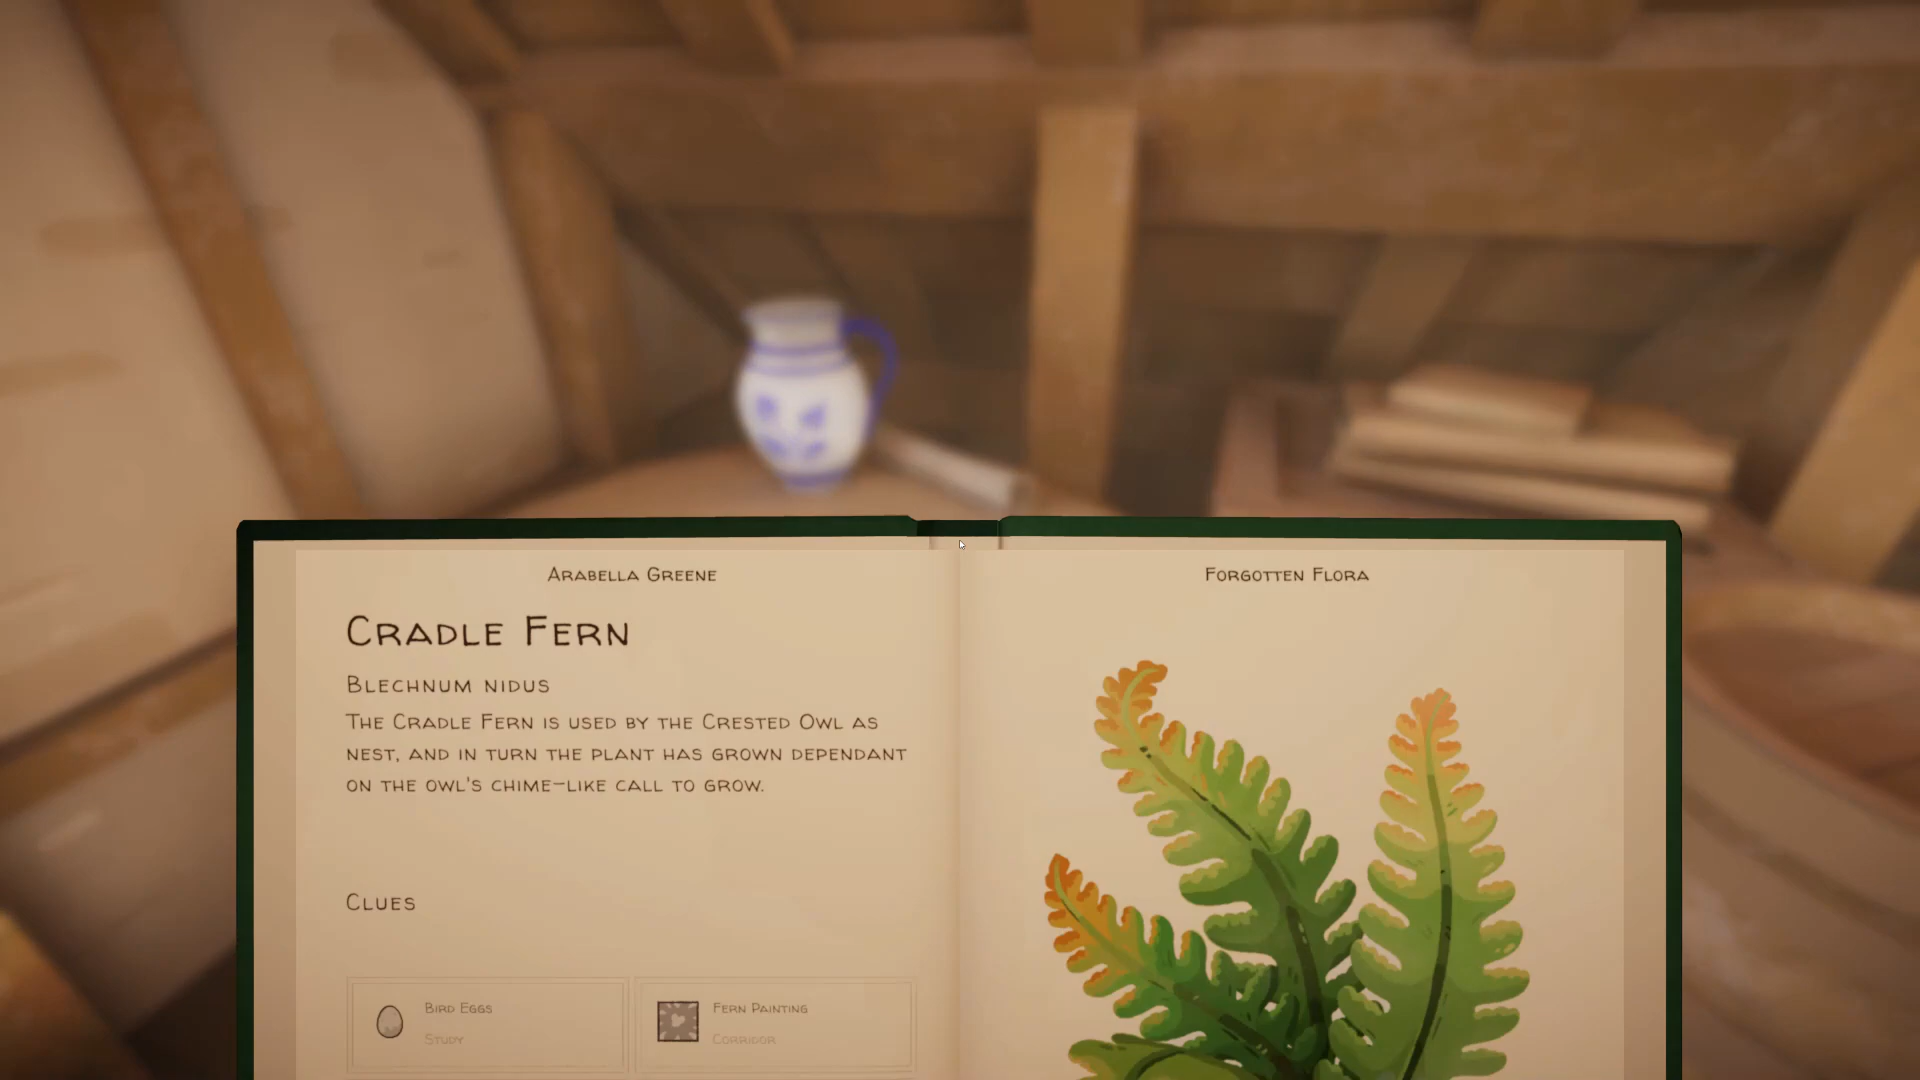 Arabella Greene
Forgotten Flora
Cradle Fern
Blechnum nidus
The Cradle Fern is used by the Crested Owl as
nest, and in turn the plant has grown dependant
on the owl's chime-like call to grow.
Clues
Bird Eggs
Study
Fern Painting
Corridor